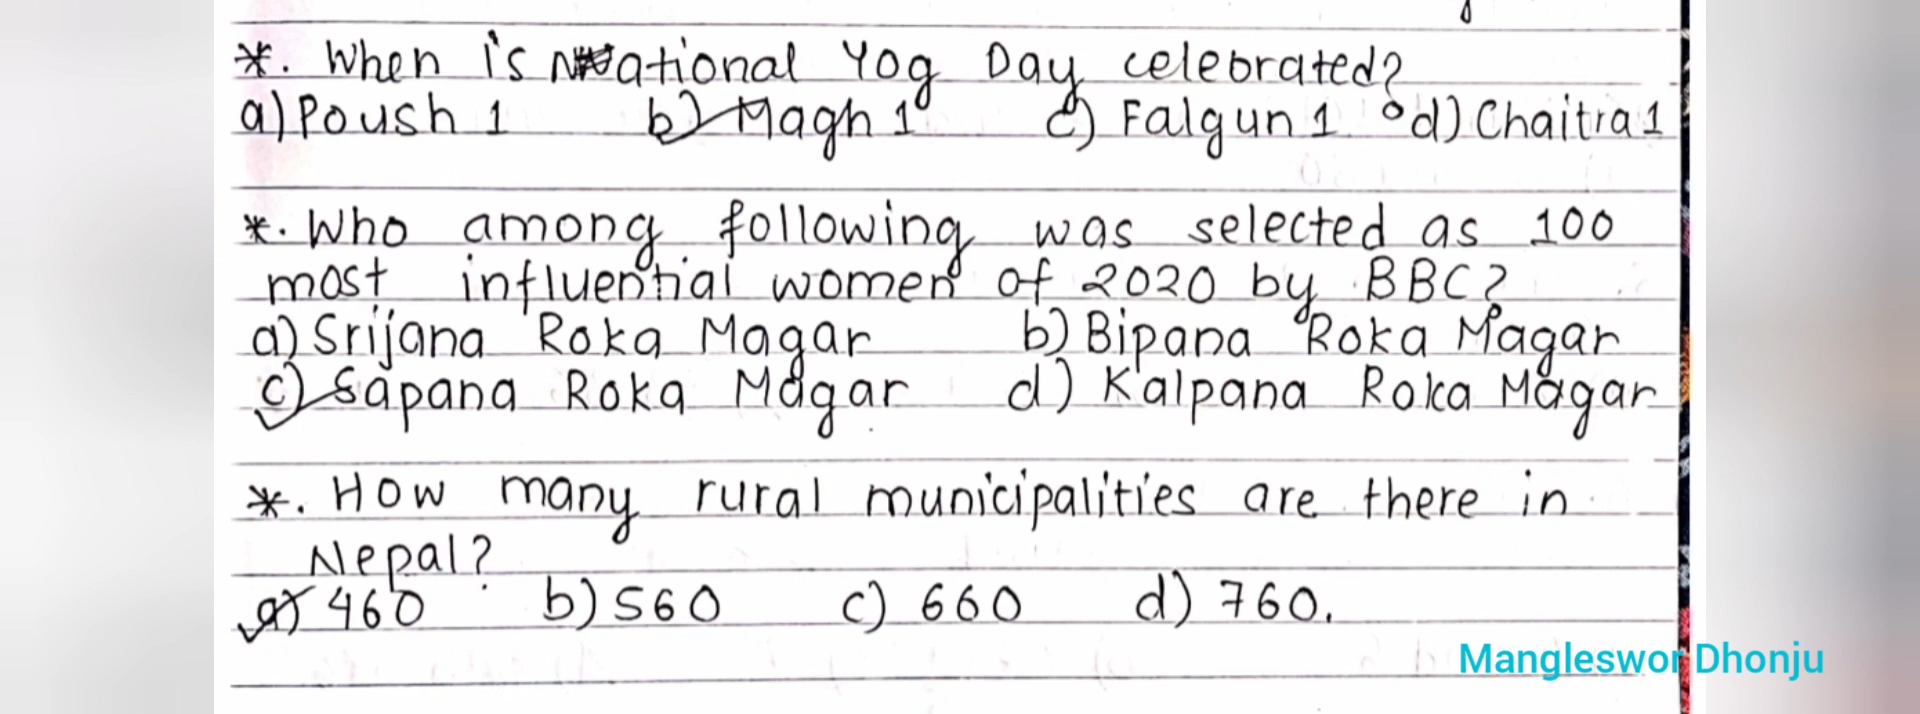 *. When is National Yog Day celebrated?
a) Poush 1 b) Magh 1 c) Falgun 1 d) Chaitra 1
*. Who among following was selected as 100
most influential women of 2020 by BBC?
a) Srijana Roka Magar b) Bipana Roka Magar
c) Sapana Roka Magar d) Kalpana Roka Magar
*. How many rural municipalities are there in
Nepal?
a) 460 b) 560 c) 660 d) 760.
Mangleswor Dhonju